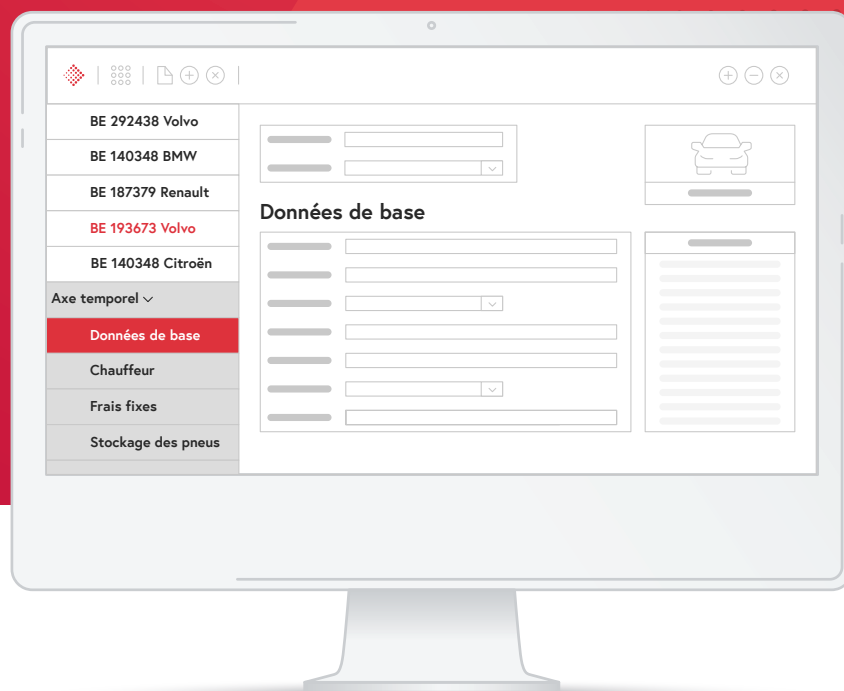 BE 292438 Volvo
BE 140348 BMW
BE 187379 Renault
BE 193673 Volvo
BE 140348 Citroën
Axe temporel
Données de base
Chauffeur
Frais fixes
Stockage des pneus
Données de base